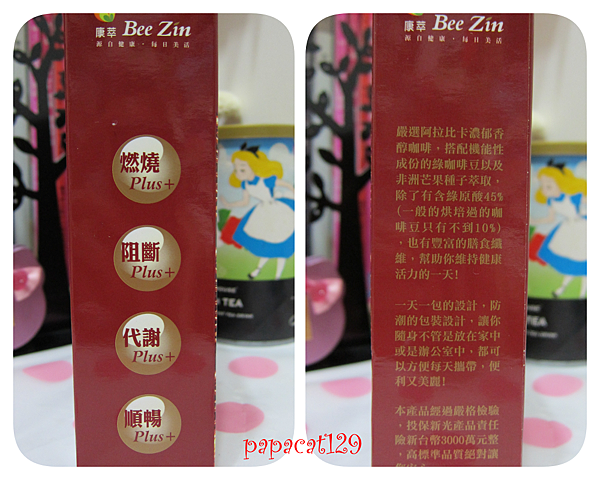 康萃 Bee Zin
源自健康，每日美活
燃燒
Plus+
阻斷
Plus+
代謝
Plus+
順暢
Plus+
康萃 Bee Zin
源自健康，每日美活
嚴選阿拉比卡濃郁香
醇咖啡，搭配機能性
成份的綠咖啡豆以及
非洲芒果種子萃取，
除了有含綠原酸45%
(一般的烘培過的咖
啡豆只有不到10%)
，也有豐富的膳食纖
維，幫助你維持健康
活力的一天!
一天一包的設計，防
潮的包裝設計，讓你
隨身不管是放在家中
或是辦公室中，都可
以方便每天攜帶，便
利又美麗!
本產品經過嚴格檢驗
，投保新光產品責任
險新台幣3000萬元整
，高標準品質絕對讓
TEA
papacat129